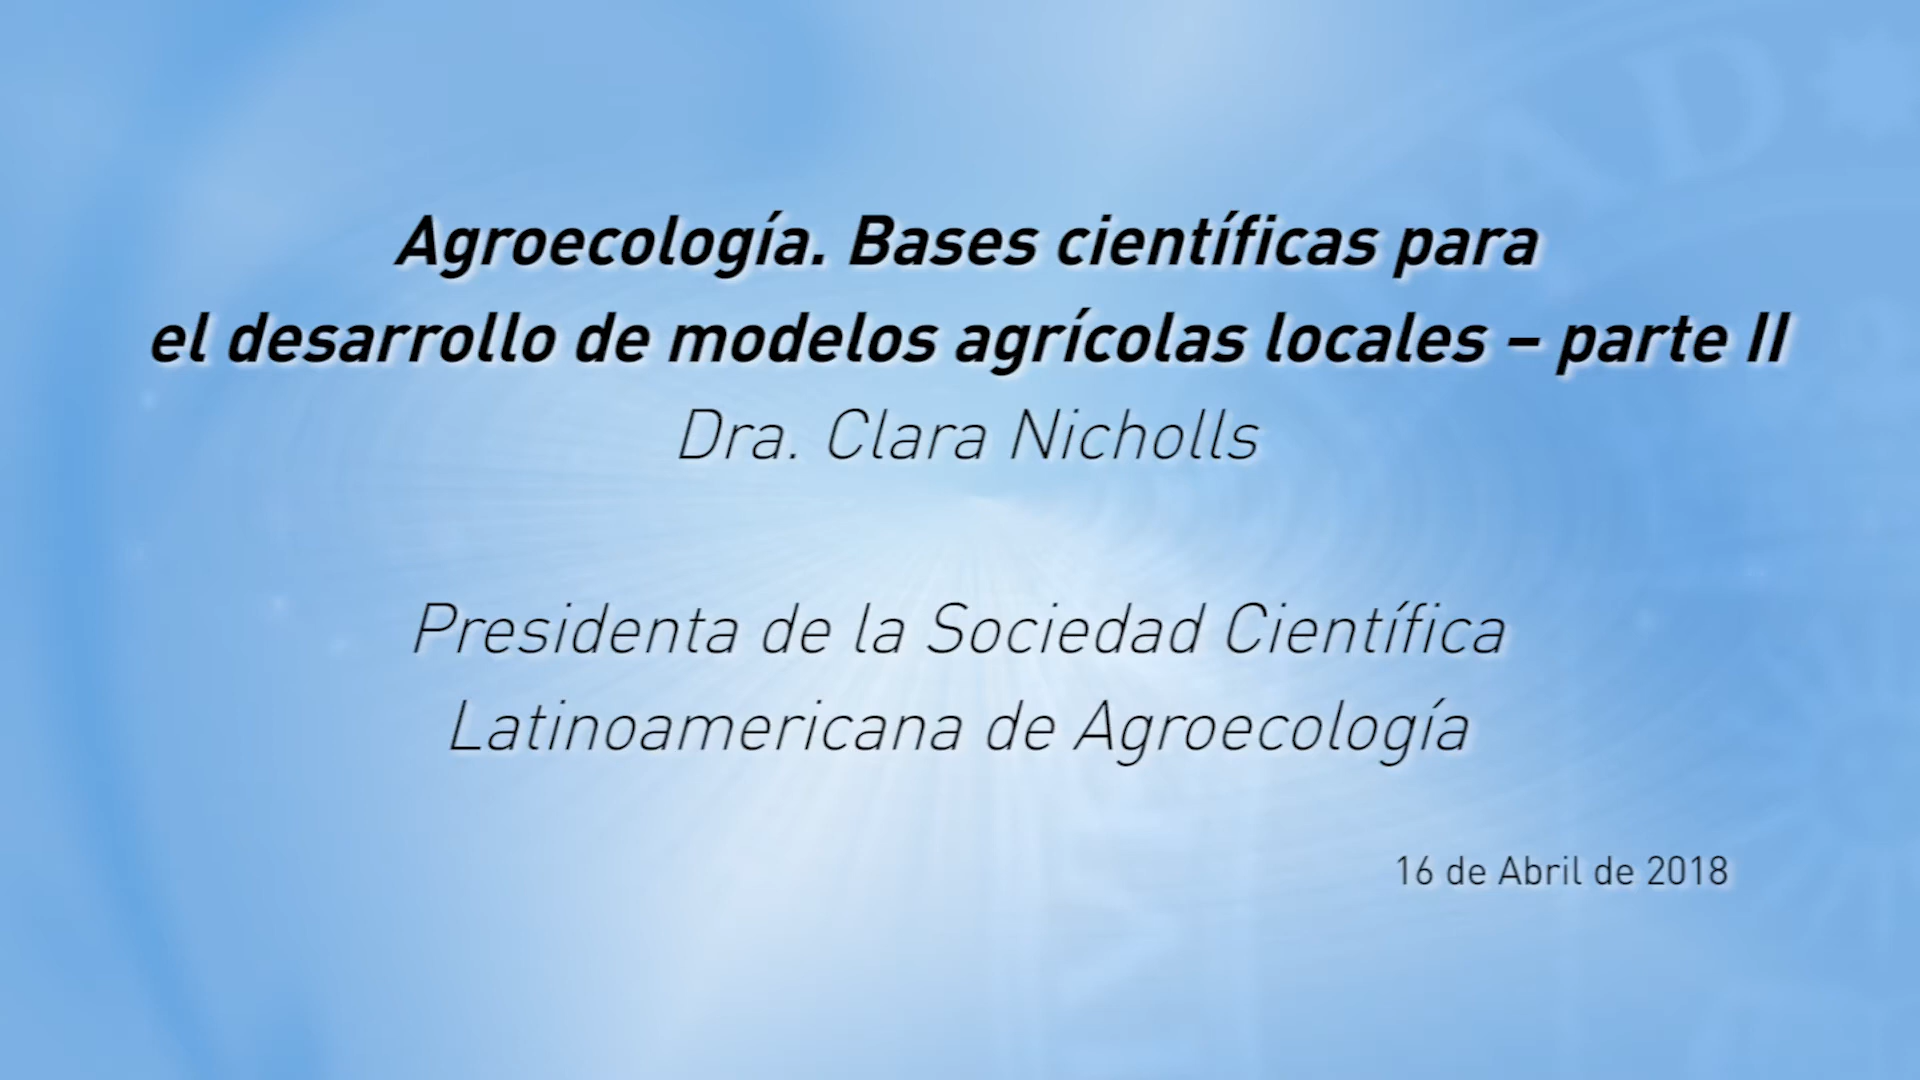 Agroecología. Bases científicas para
el desarrollo de modelos agrícolas locales – parte II
Dra. Clara Nicholls
Presidenta de la Sociedad Científica
Latinoamericana de Agroecología
16 de Abril de 2018